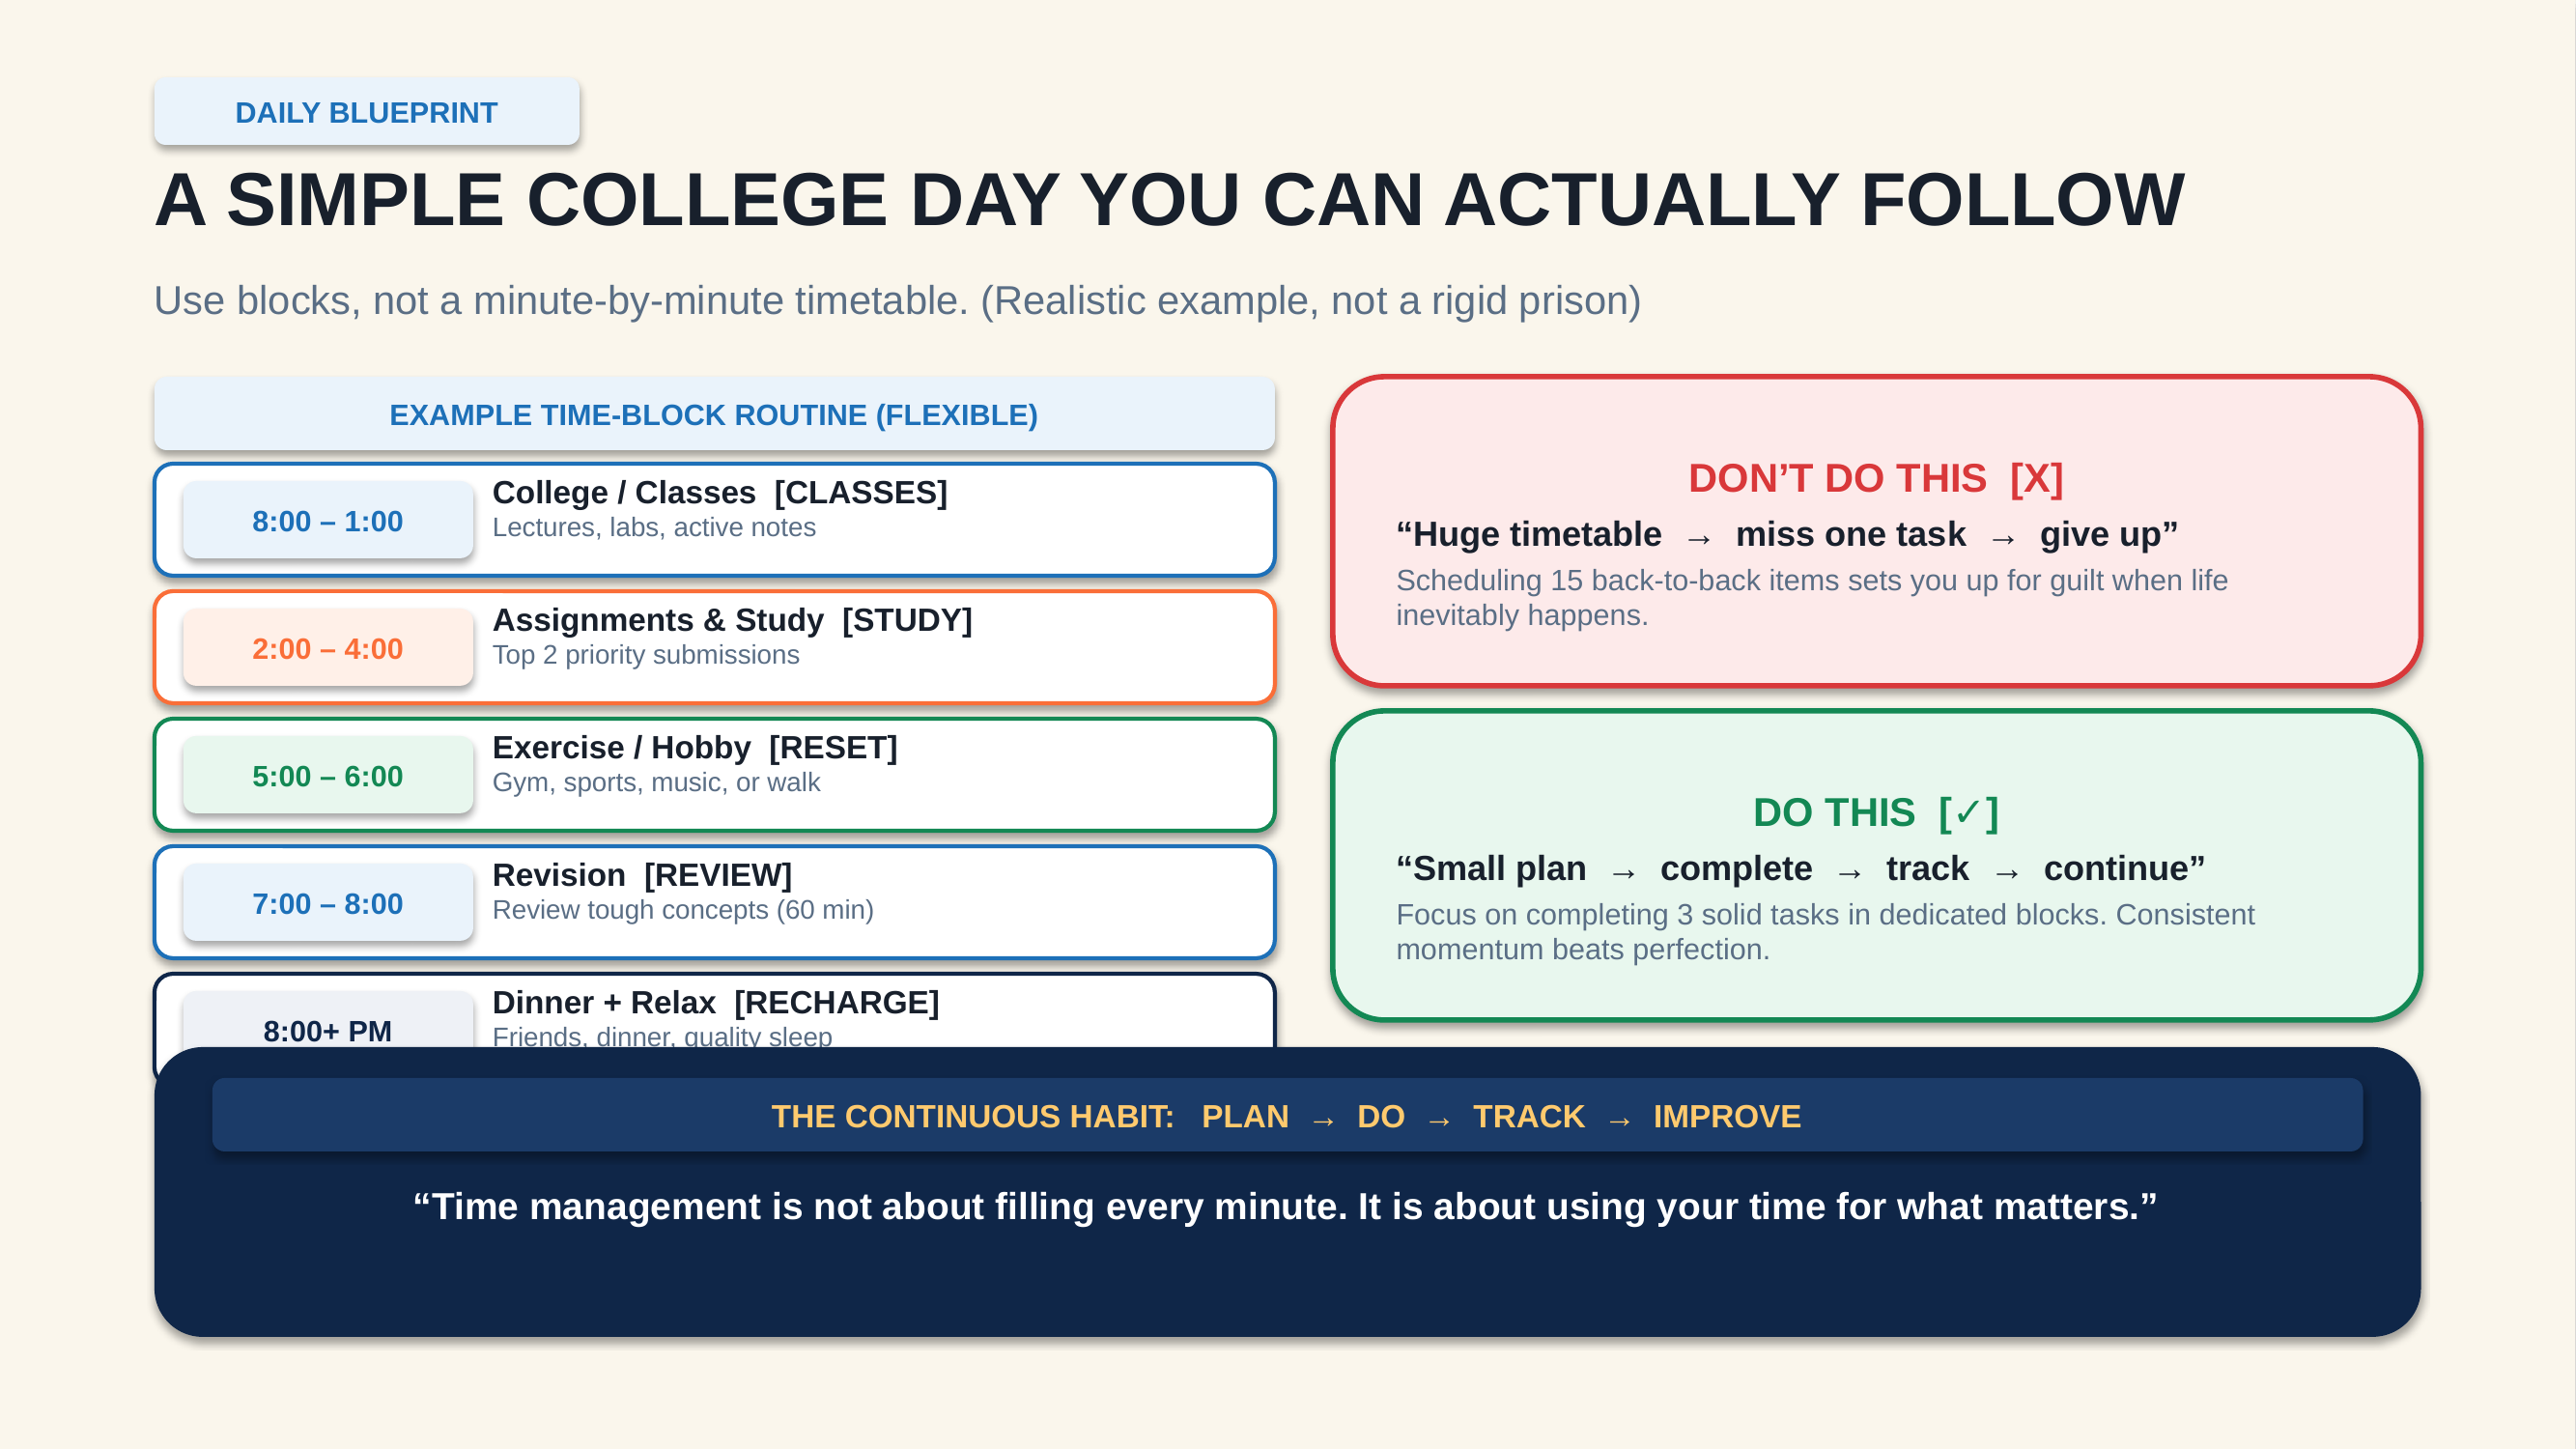 DAILY BLUEPRINT
A SIMPLE COLLEGE DAY YOU CAN ACTUALLY FOLLOW
Use blocks, not a minute-by-minute timetable. (Realistic example, not a rigid prison)
EXAMPLE TIME-BLOCK ROUTINE (FLEXIBLE)
8:00 – 1:00
College / Classes [CLASSES]
Lectures, labs, active notes
2:00 – 4:00
Assignments & Study [STUDY]
Top 2 priority submissions
5:00 – 6:00
Exercise / Hobby [RESET]
Gym, sports, music, or walk
7:00 – 8:00
Revision [REVIEW]
Review tough concepts (60 min)
8:00+ PM
Dinner + Relax [RECHARGE]
Friends, dinner, quality sleep
DON’T DO THIS [X]
“Huge timetable → miss one task → give up”
Scheduling 15 back-to-back items sets you up for guilt when life
inevitably happens.
DO THIS [✓]
“Small plan → complete → track → continue”
Focus on completing 3 solid tasks in dedicated blocks. Consistent
momentum beats perfection.
THE CONTINUOUS HABIT: PLAN → DO → TRACK → IMPROVE
“Time management is not about filling every minute. It is about using your time for what matters.”